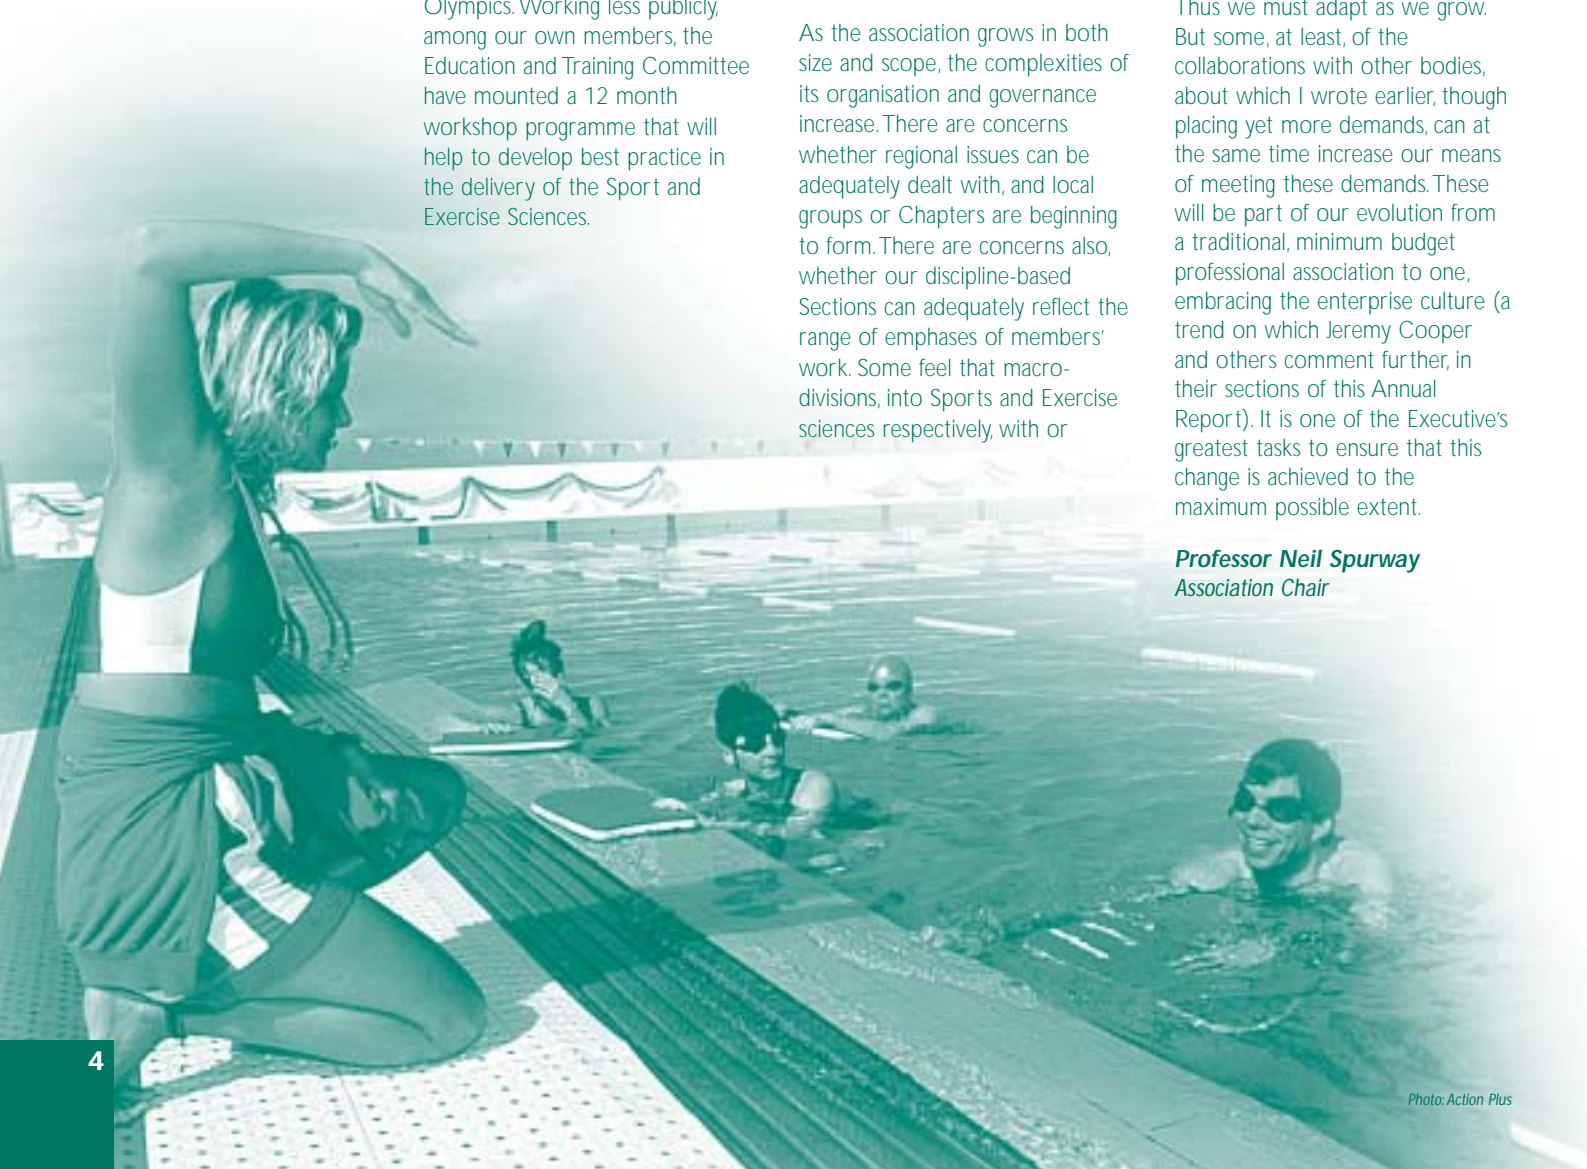 Olympics. Working less publicly,
among our own members, the
Education and Training Committee
have mounted a 12 month
workshop programme that will
help to develop best practice in
the delivery of the Sport and
Exercise Sciences.
As the association grows in both
size and scope, the complexities of
its organisation and governance
increase. There are concerns
whether regional issues can be
adequately dealt with, and local
groups or Chapters are beginning
to form. There are concerns also,
whether our discipline-based
Sections can adequately reflect the
range of emphases of members'
work. Some feel that macro-
divisions, into Sports and Exercise
sciences respectively, with or
Thus we must adapt as we grow.
But some, at least, of the
collaborations with other bodies,
about which I wrote earlier, though
placing yet more demands, can at
the same time increase our means
of meeting these demands. These
will be part of our evolution from
a traditional, minimum budget
professional association to one,
embracing the enterprise culture (a
trend on which Jeremy Cooper
and others comment further, in
their sections of this Annual
Report). It is one of the Executive's
greatest tasks to ensure that this
change is achieved to the
maximum possible extent.
Professor Neil Spurway
Association Chair
4
Photo: Action Plus